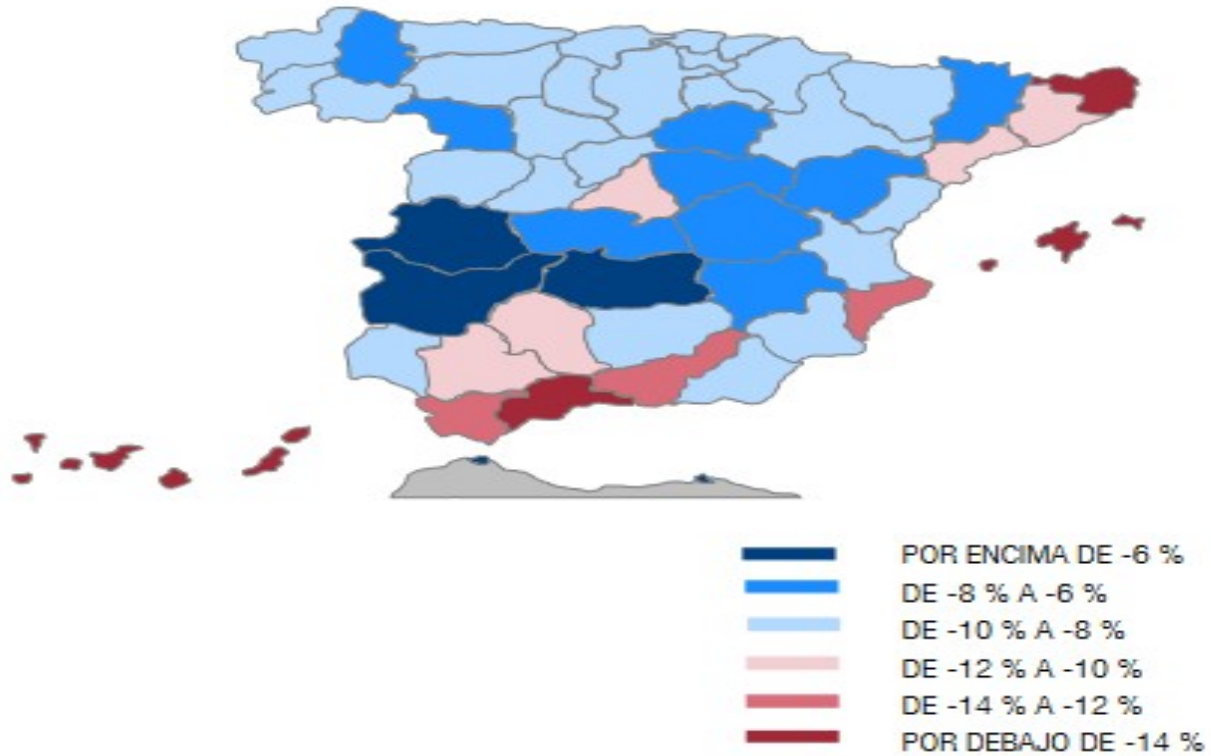 POR ENCIMA DE -6 %
DE -8 % A -6 %
DE -10 % A -8 %
DE -12 % A -10 %
DE -14 % A -12 %
POR DEBAJO DE -14 %